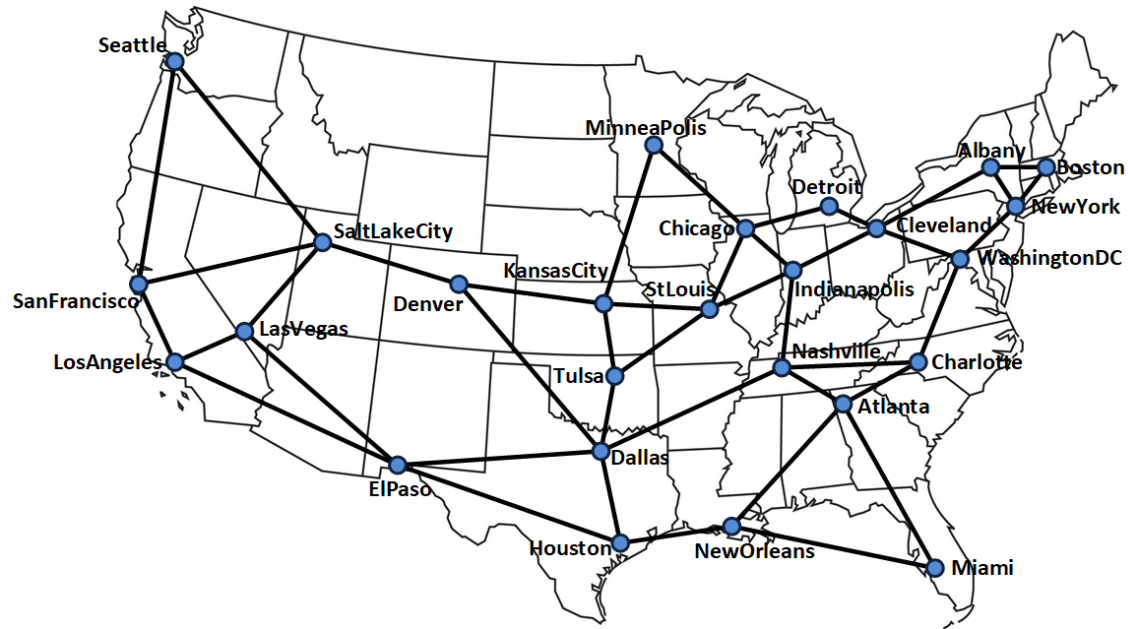 Seattle
MinneaPolis
Albany
Boston
Detroit
NewYork
Chicago
Cleveland
SaltLakeCity
WashingtonDC
KansasCity
SanFrancisco
Denver
StLouis
Indianapolis
LasVegas
LosAngeles
Nashville
Charlotte
Tulsa
Atlanta
Dallas
ElPaso
Houston
NewOrleans
Miami